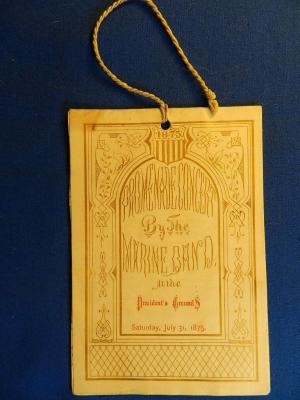 1875
PROMENADE CONCERT
By The
MARINE BAND.
At the
President's Grounds
Saturday, July 31, 1875.